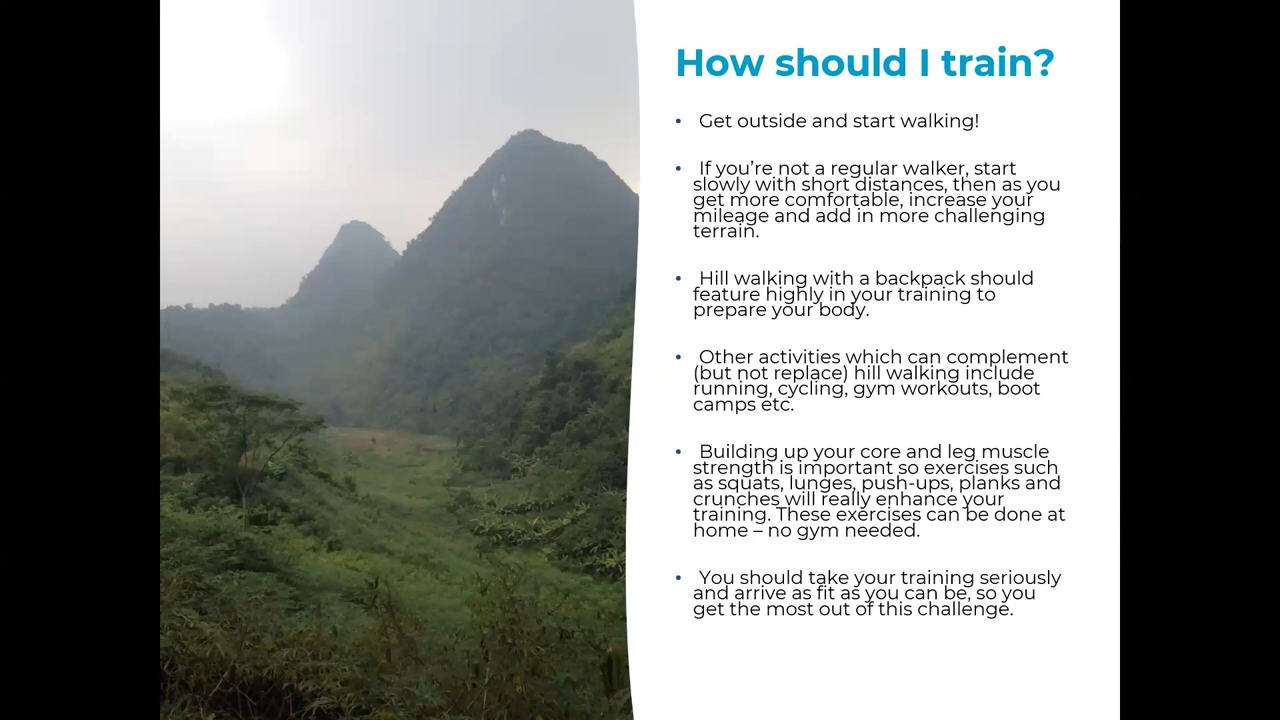 How should I train?
• Get outside and start walking!
• If you’re not a regular walker, start
slowly with short distances, then as you
get more comfortable, increase your
mileage and add in more challenging
terrain.
• Hill walking with a backpack should
feature highly in your training to
prepare your body.
• Other activities which can complement
(but not replace) hill walking include
running, cycling, gym workouts, boot
camps etc.
• Building up your core and leg muscle
strength is important so exercises such
as squats, lunges, push-ups, planks and
crunches will really enhance your
training. These exercises can be done at
home – no gym needed.
• You should take your training seriously
and arrive as fit as you can be, so you
get the most out of this challenge.